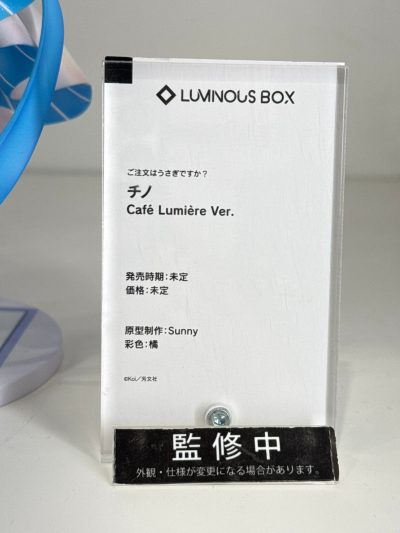 LUMINOUS BOX
ご注文はうさぎですか？
チノ
Café Lumière Ver.
発売時期：未定
価格：未定
原型制作：Sunny
彩色：橘
©Koi／芳文社
監修中
外観・仕様が変更になる場合があります。